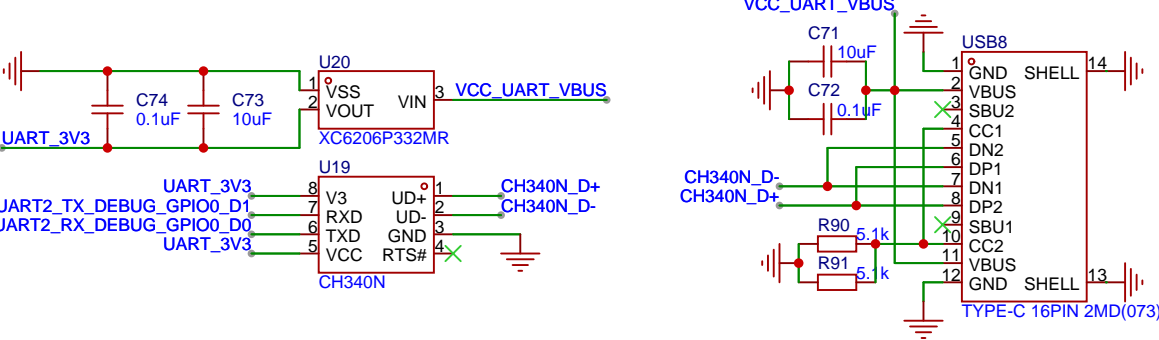 VCC_UART_VBUS
C71
10uF
C72
0.1uF
U20
1
VSS
2
VOUT
VIN
3
VCC_UART_VBUS
XC6206P332MR
C74
0.1uF
C73
10uF
UART_3V3
U19
UART_3V3
8
V3
UD+
1
CH340N_D+
UART2_TX_DEBUG_GPIO0_D1
7
RXD
UD-
2
CH340N_D-
UART2_RX_DEBUG_GPIO0_D0
6
TXD
GND
3
UART_3V3
5
VCC
RTS#
4
CH340N
CH340N_D-
CH340N_D+
R90
5.1k
R91
5.1k
USB8
1
GND
SHELL
14
2
VBUS
3
SBU2
4
CC1
5
DN2
6
DP1
7
DN1
8
DP2
9
SBU1
10
CC2
11
VBUS
12
GND
SHELL
13
TYPE-C 16PIN 2MD(073)